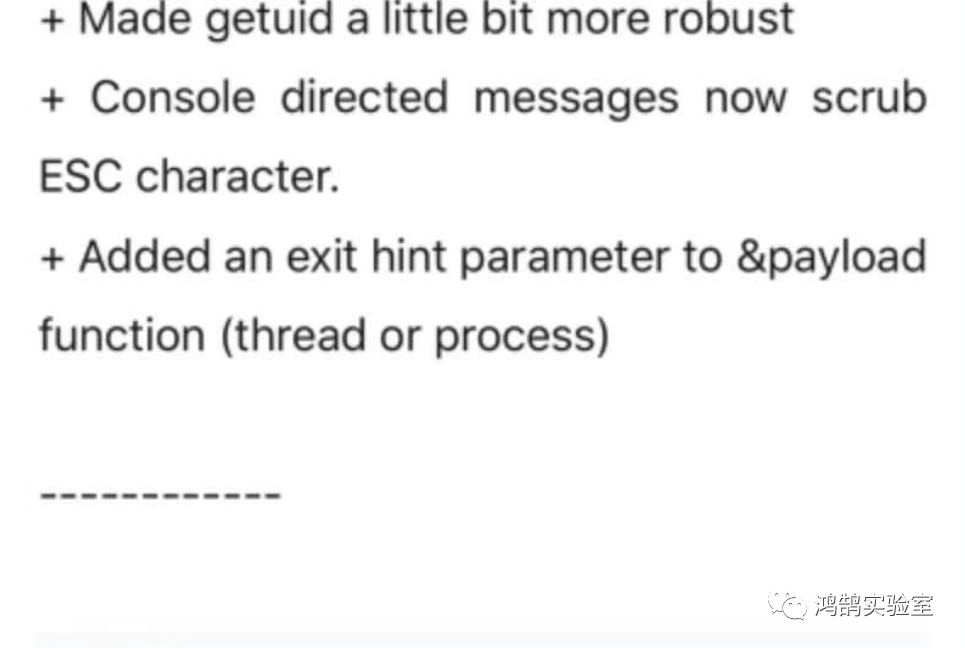 + Made getuid a little bit more robust
+ Console directed messages now scrub
ESC character.
+ Added an exit hint parameter to &payload
function (thread or process)
------------
鸿鹄实验室